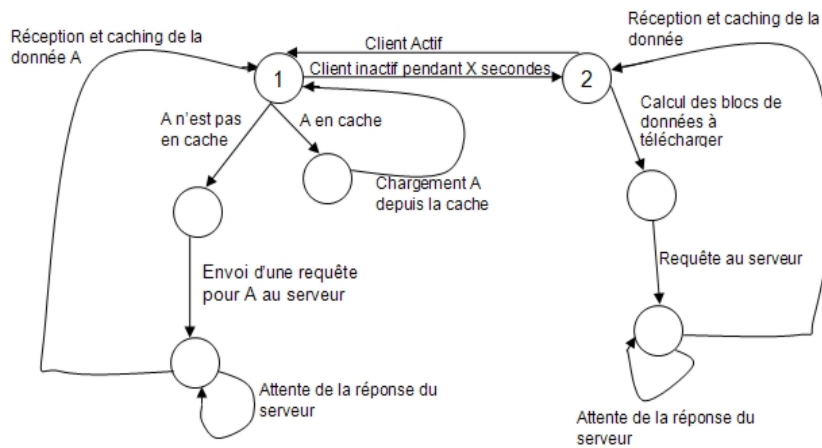 Réception et caching de la
donnée A
Client Actif
Réception et caching de la
donnée
1
Client inactif pendant X secondes
2
A n'est pas
en cache
A en cache
Calcul des blocs de
données à
télécharger
Chargement A
depuis la cache
Envoi d'une requête
pour A au serveur
Requête au serveur
Attente de la réponse du
serveur
Attente de la réponse du
serveur